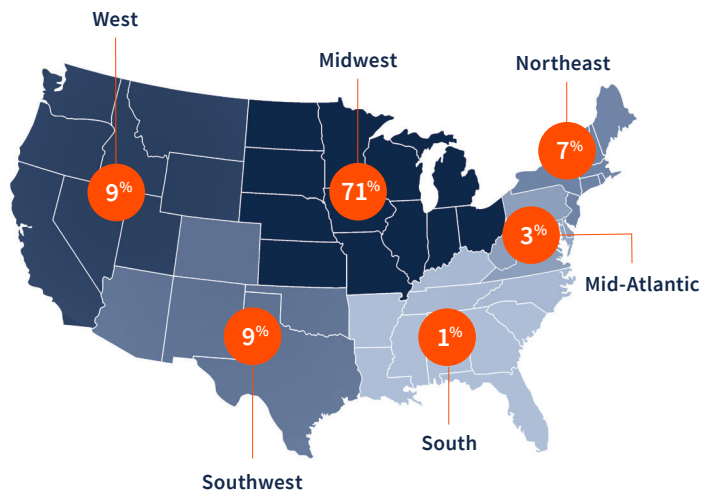 West
Midwest
Northeast
7%
9%
71%
3%
Mid-Atlantic
9%
1%
South
Southwest